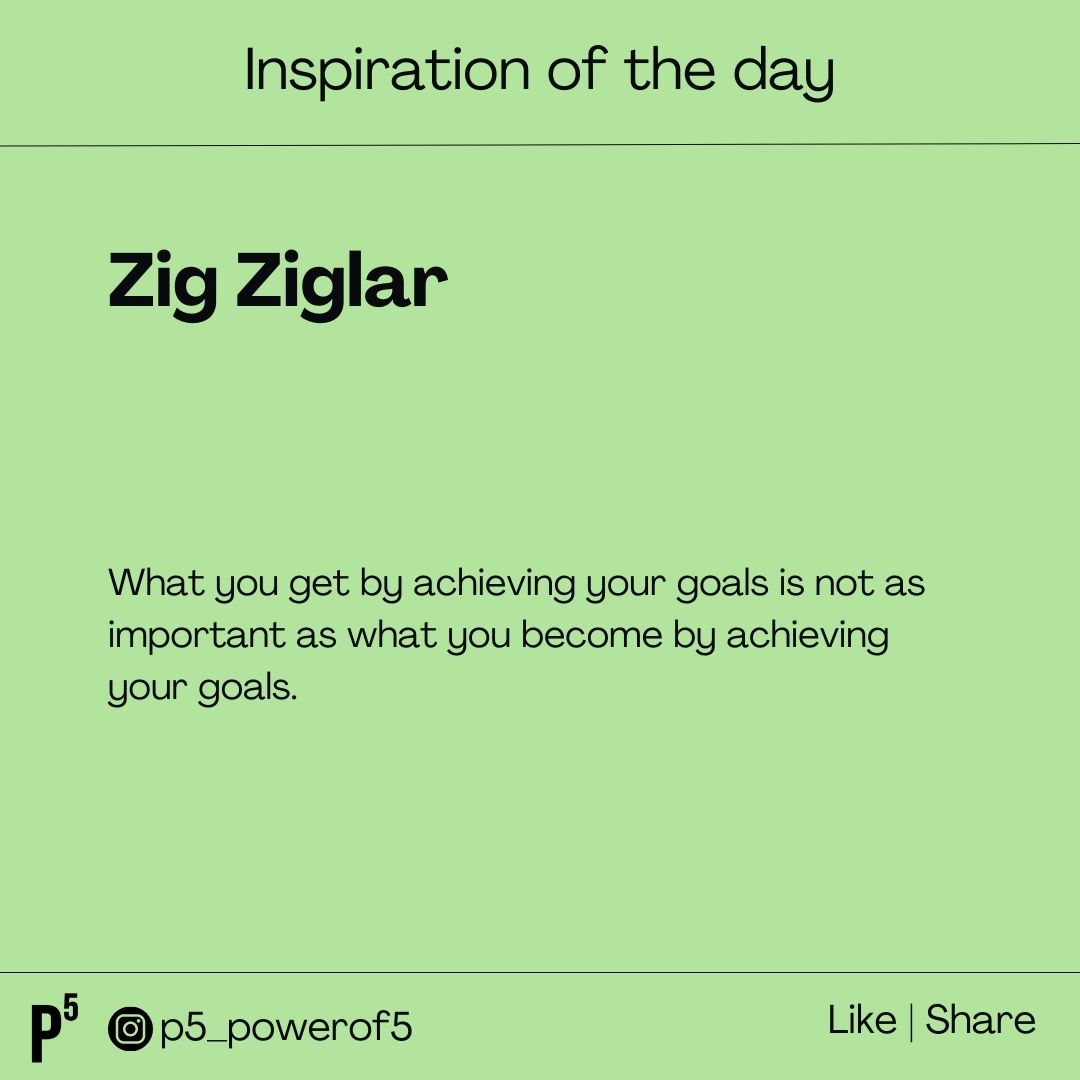 Inspiration of the day
Zig Ziglar
What you get by achieving your goals is not as
important as what you become by achieving
your goals.
P⁵ p5_powerof5 Like | Share